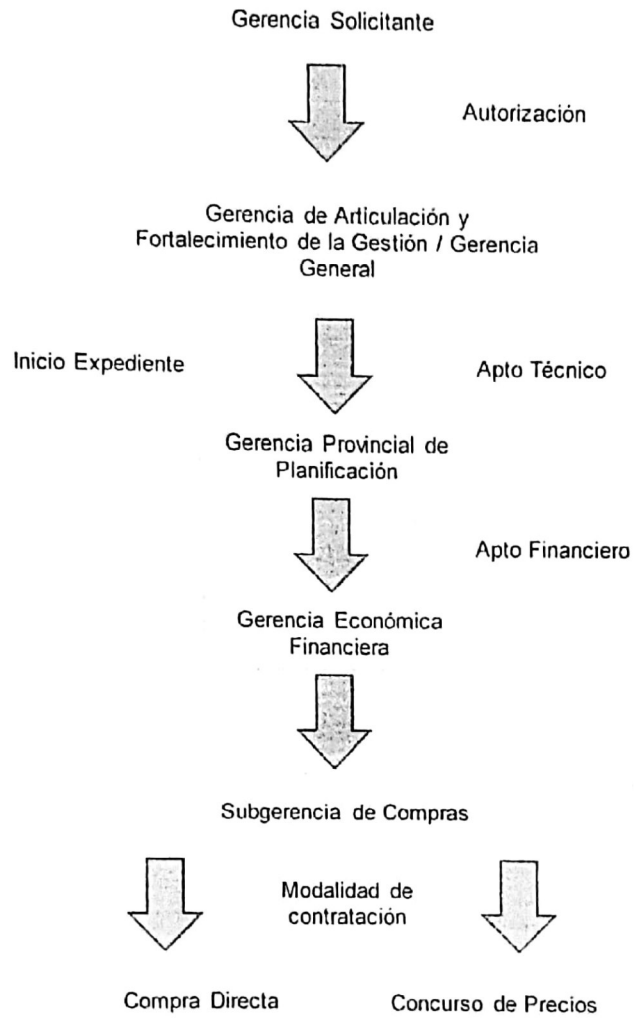 Gerencia Solicitante
Autorización
Gerencia de Articulación y
Fortalecimiento de la Gestión / Gerencia
General
Inicio Expediente
Apto Técnico
Gerencia Provincial de
Planificación
Apto Financiero
Gerencia Económica
Financiera
Subgerencia de Compras
Modalidad de
contratación
Compra Directa
Concurso de Precios